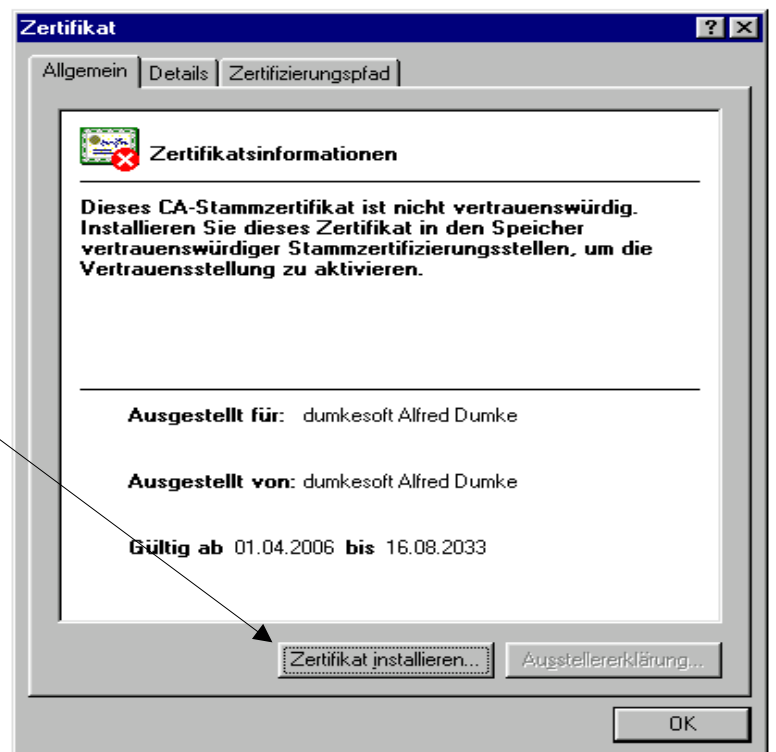 Zertifikat
Allgemein Details Zertifizierungspfad
Zertifikatsinformationen
Dieses CA-Stammzertifikat ist nicht vertrauenswürdig.
Installieren Sie dieses Zertifikat in den Speicher
vertrauenswürdiger Stammzertifizierungsstellen, um die
Vertrauensstellung zu aktivieren.
Ausgestellt für: dumkesoft Alfred Dumke
Ausgestellt von: dumkesoft Alfred Dumke
Gültig ab 01.04.2006 bis 16.08.2033
Zertifikat installieren... Ausstellererklärung...
OK